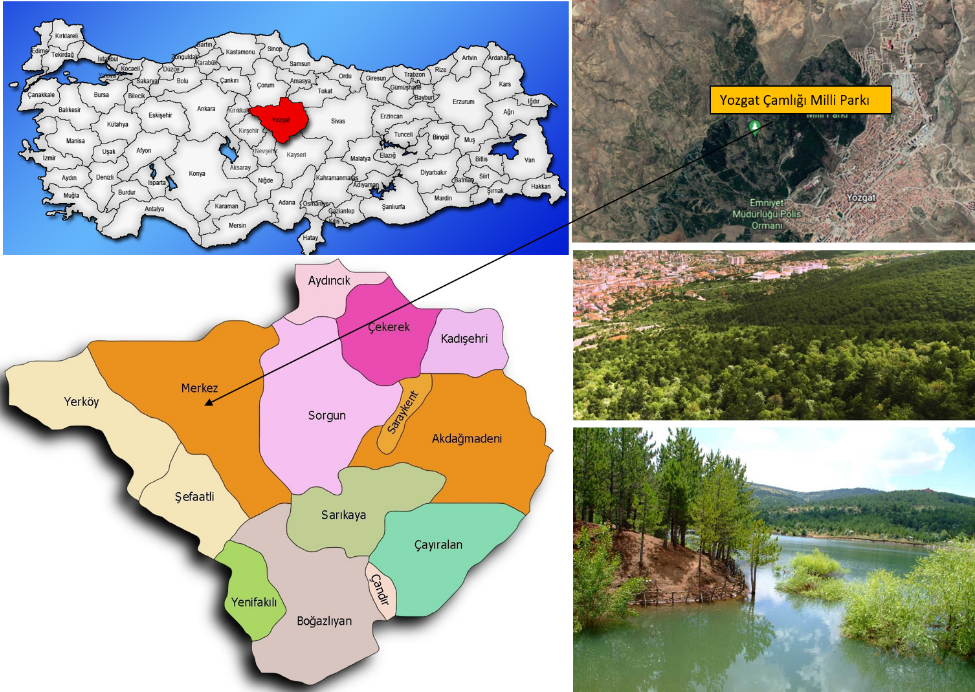 Kırklareli
Edirne
Tekirdağ
İstanbul
Kocaeli
Sakarya
Düzce
Bolu
Zonguldak
Bartın
Karabük
Kastamonu
Sinop
Samsun
Çankırı
Çorum
Amasya
Tokat
Ordu
Giresun
Trabzon
Rize
Artvin
Ardahan
Gümüşhane
Bayburt
Kars
Iğdır
Ağrı
Erzurum
Erzincan
Çanakkale
Bursa
Bilecik
Balıkesir
Eskişehir
Ankara
Kırıkkale
Yozgat
Sivas
Kütahya
Kırşehir
Nevşehir
Kayseri
Tunceli
Bingöl
Muş
Manisa
Uşak
Afyon
Malatya
Elazığ
Bitlis
Van
İzmir
Aksaray
Konya
Niğde
Kahramanmaraş
Adıyaman
Diyarbakır
Batman
Siirt
Şırnak
Hakkari
Aydın
Denizli
Isparta
Burdur
Muğla
Antalya
Karaman
Mersin
Adana
Osmaniye
Gaziantep
Kilis
Şanlıurfa
Mardin
Hatay
Yozgat Çamlığı Milli Parkı
Milli Parkı
Yozgat
Emniyet
Müdürlüğü Polis
Ormanı
Aydıncık
Çekerek
Kadışehri
Merkez
Yerköy
Sorgun
Saraykent
Akdağmadeni
Şefaatli
Sarıkaya
Çayıralan
Çandır
Yenifakılı
Boğazlıyan